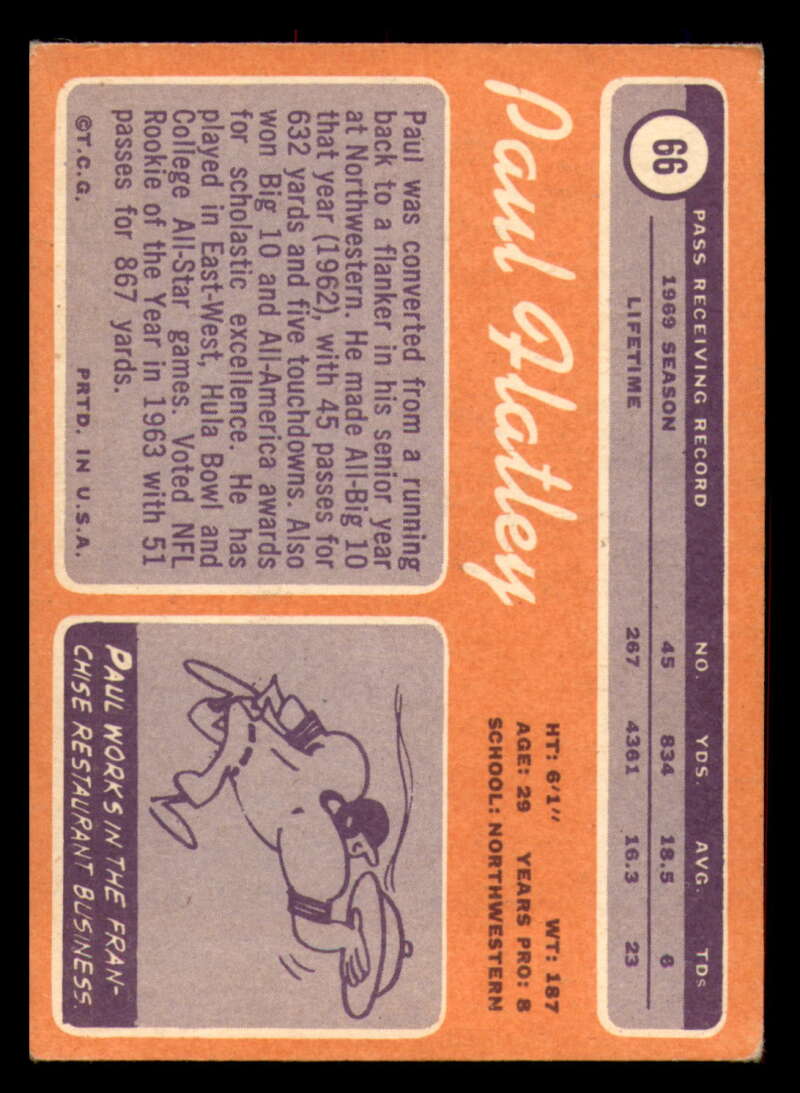 66
PASS RECEIVING RECORD NO. YDS. AVG. TDs
1969 SEASON 45 834 18.5 6
LIFETIME 267 4361 16.3 23
Paul Flatley
HT: 6'1" WT: 187
AGE: 29 YEARS PRO: 8
SCHOOL: NORTHWESTERN
Paul was converted from a running
back to a flanker in his senior year
at Northwestern. He made All-Big 10
that year (1962), with 45 passes for
632 yards and five touchdowns. Also
won Big 10 and All-America awards
for scholastic excellence. He has
played in East-West, Hula Bowl and
College All-Star games. Voted NFL
Rookie of the Year in 1963 with 51
passes for 867 yards.
©T.C.G. PRTD. IN U.S.A.
PAUL WORKS IN THE FRAN-
CHISE RESTAURANT BUSINESS.